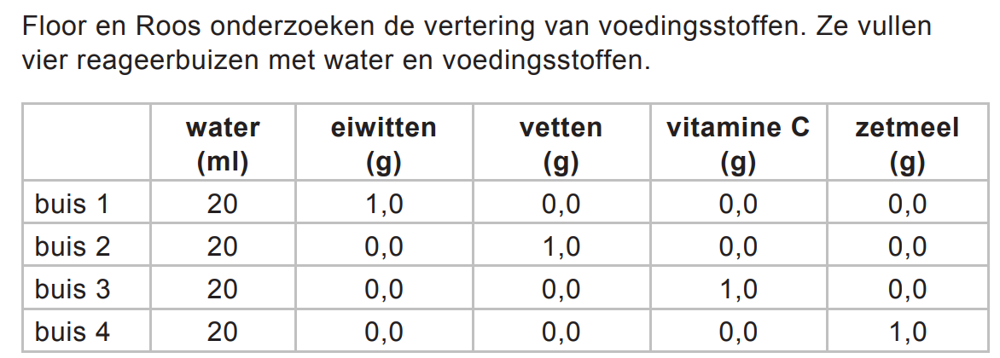 Floor en Roos onderzoeken de vertering van voedingsstoffen. Ze vullen
vier reageerbuizen met water en voedingsstoffen.
water (ml) eiwitten (g) vetten (g) vitamine C (g) zetmeel (g)
buis 1 20 1,0 0,0 0,0 0,0
buis 2 20 0,0 1,0 0,0 0,0
buis 3 20 0,0 0,0 1,0 0,0
buis 4 20 0,0 0,0 0,0 1,0